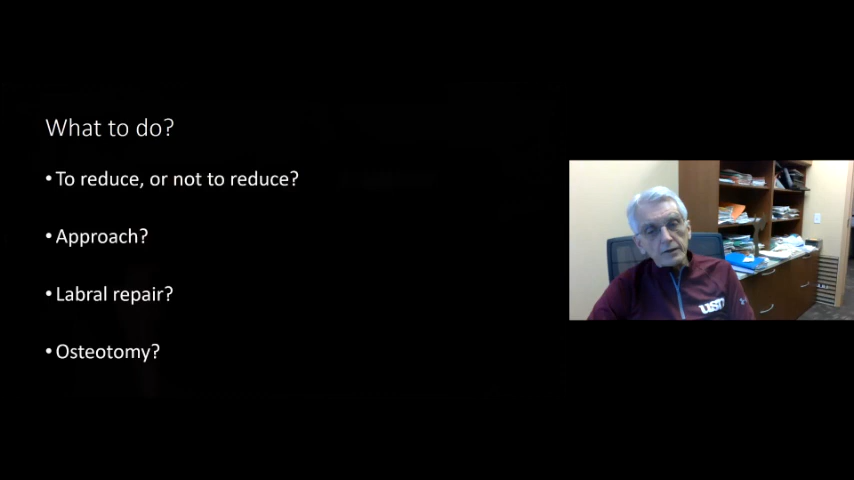 What to do?
• To reduce, or not to reduce?
• Approach?
• Labral repair?
• Osteotomy?